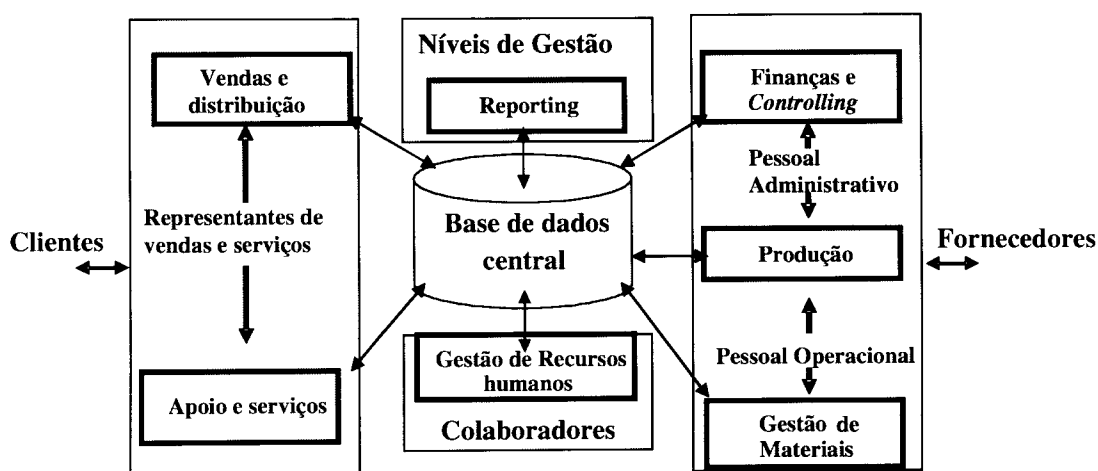 Níveis de Gestão
Reporting
Vendas e
distribuição
Finanças e
Controlling
Representantes de
vendas e serviços
Clientes
Base de dados
central
Pessoal
Administrativo
Produção
Fornecedores
Apoio e serviços
Gestão de Recursos
humanos
Colaboradores
Pessoal Operacional
Gestão de
Materiais